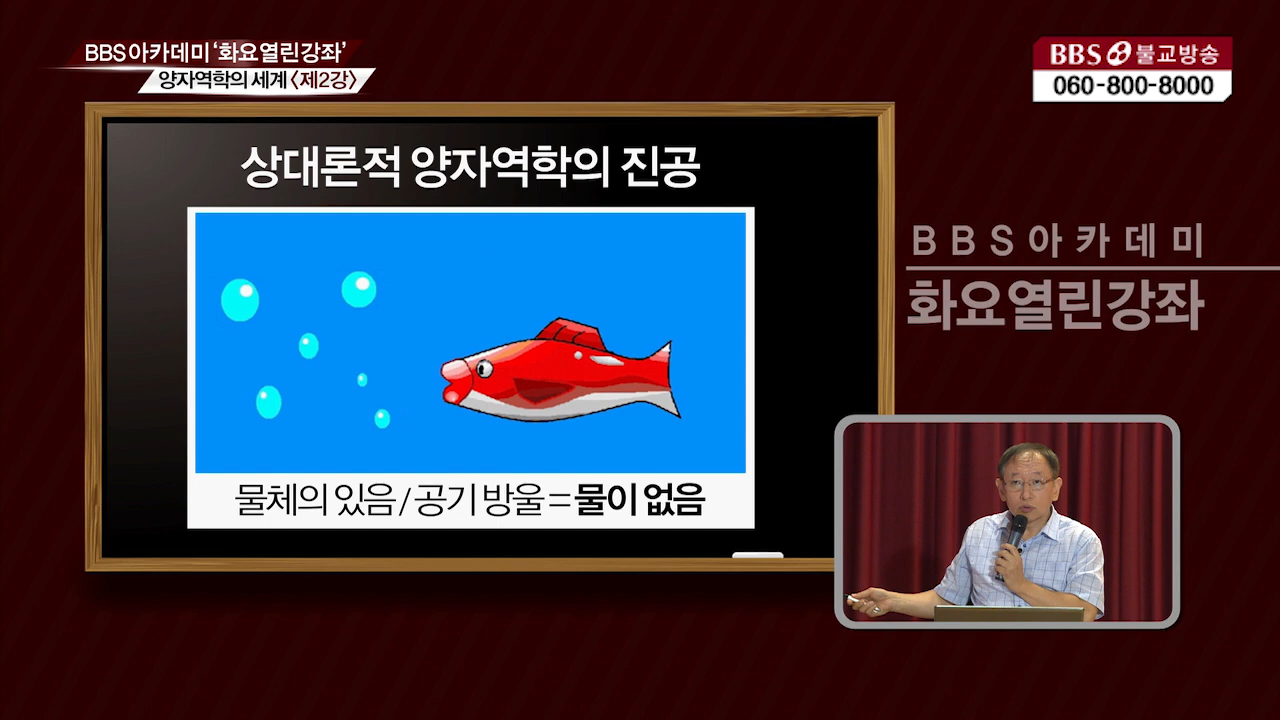 BBS 아카데미 '화요열린강좌'
양자역학의 세계 <제2강>
BBS 불교방송
060-800-8000
상대론적 양자역학의 진공
물체의 있음 / 공기 방울 = 물이 없음
BBS아카데미
화요열린강좌